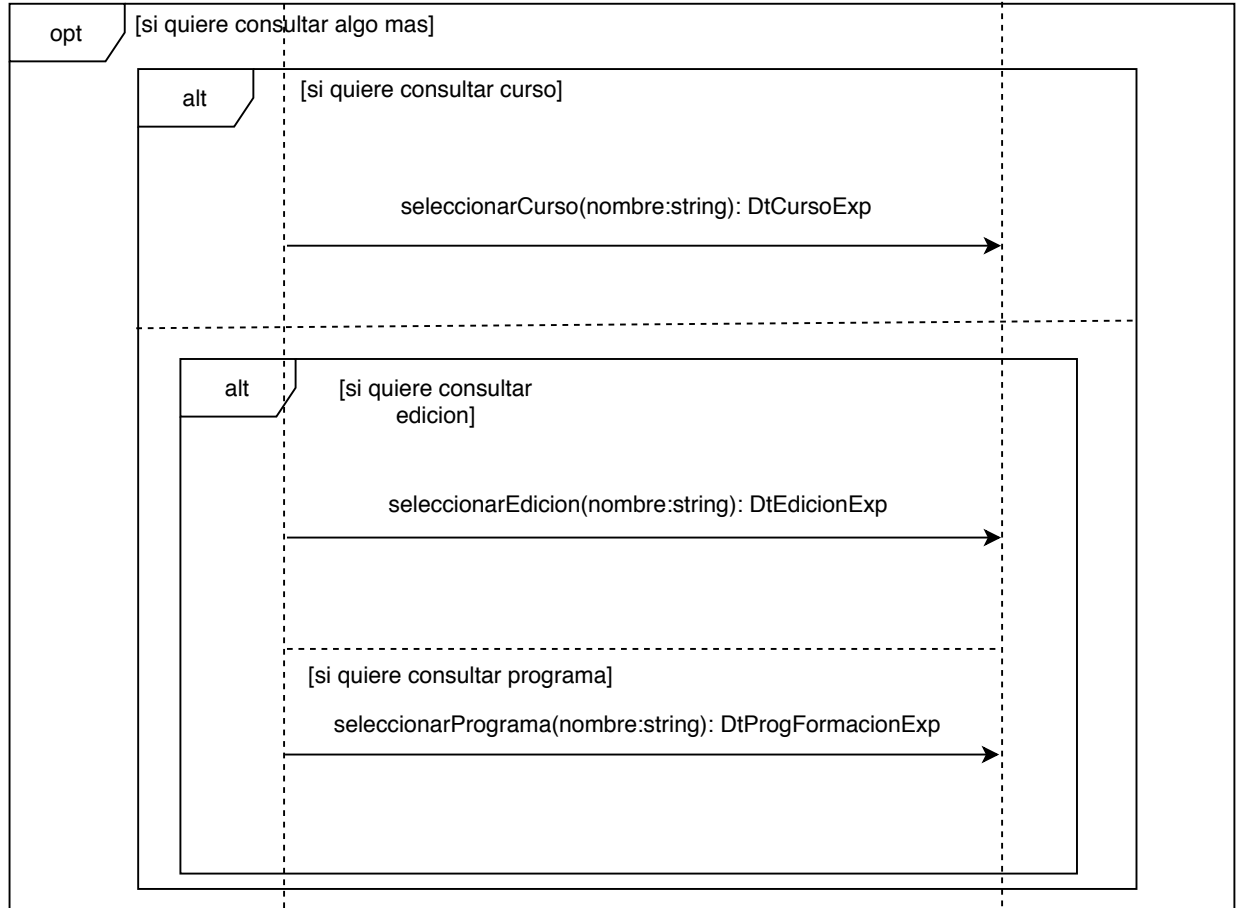 opt
[si quiere consultar algo mas]
alt
[si quiere consultar curso]
seleccionarCurso(nombre:string): DtCursoExp
alt
[si quiere consultar
edicion]
seleccionarEdicion(nombre:string): DtEdicionExp
[si quiere consultar programa]
seleccionarPrograma(nombre:string): DtProgFormacionExp